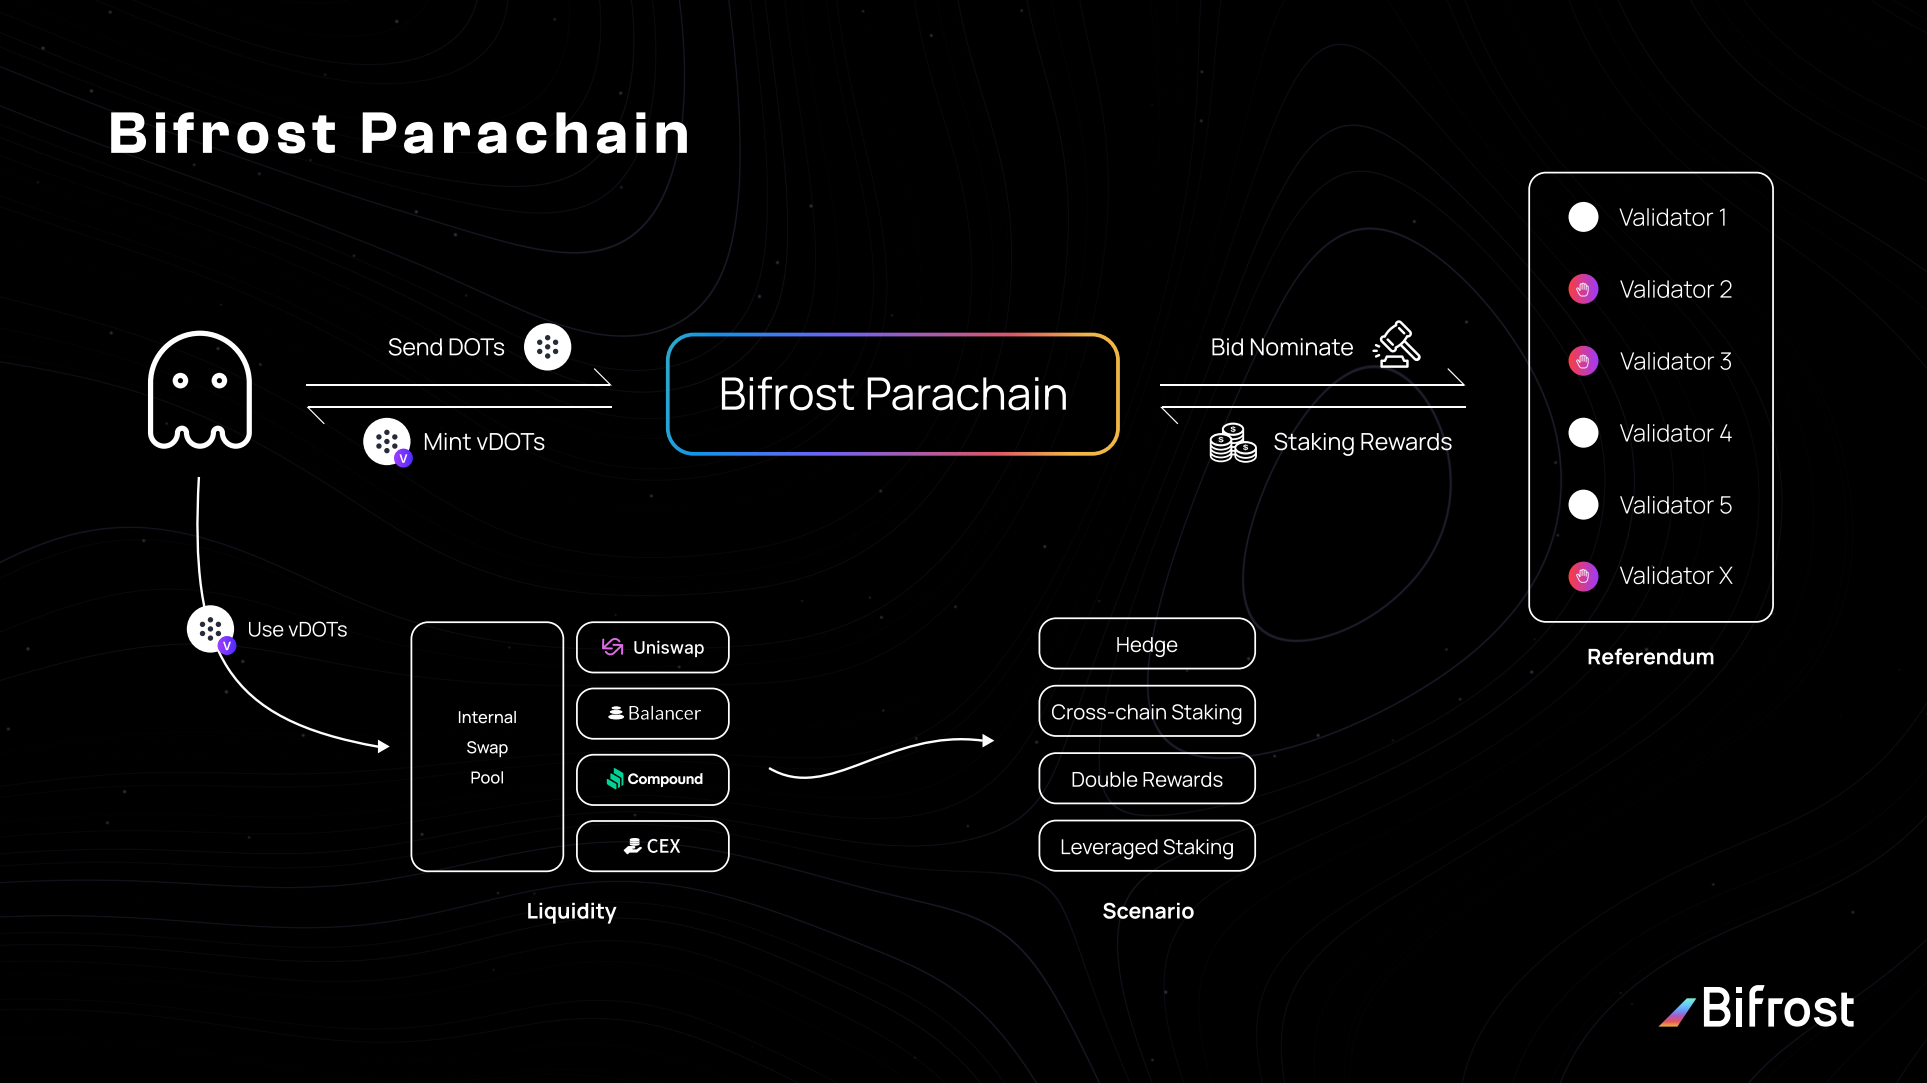 Bifrost Parachain
Send DOTs
Mint vDOTs
V
Bifrost Parachain
Bid Nominate
Staking Rewards
Validator 1
Validator 2
Validator 3
Validator 4
Validator 5
Validator X
Referendum
Use vDOTs
V
Internal
Swap
Pool
Uniswap
Balancer
Compound
CEX
Liquidity
Hedge
Cross-chain Staking
Double Rewards
Leveraged Staking
Scenario
Bifrost